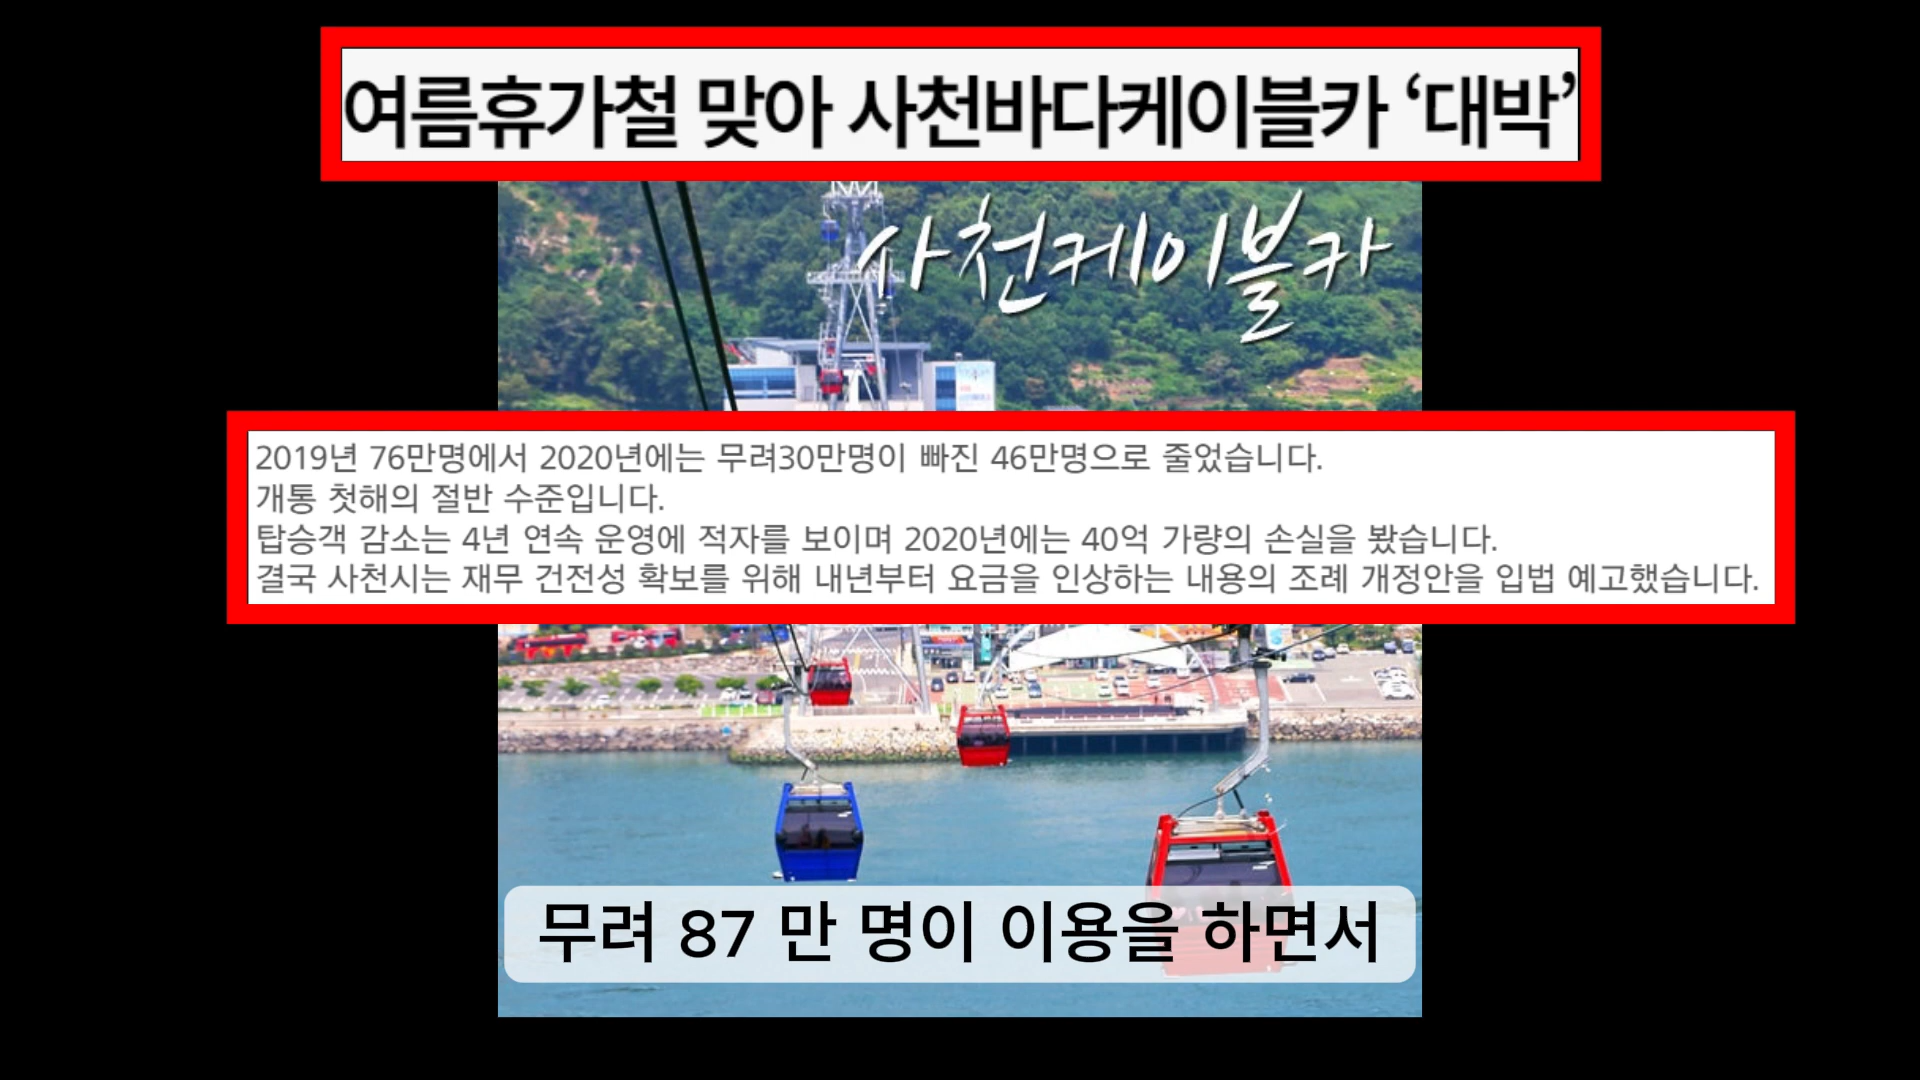 여름휴가철 맞아 사천바다케이블카 ‘대박’
사천케이블카
2019년 76만명에서 2020년에는 무려30만명이 빠진 46만명으로 줄었습니다.
개통 첫해의 절반 수준입니다.
탑승객 감소는 4년 연속 운영에 적자를 보이며 2020년에는 40억 가량의 손실을 봤습니다.
결국 사천시는 재무 건전성 확보를 위해 내년부터 요금을 인상하는 내용의 조례 개정안을 입법 예고했습니다.
무려 87 만 명이 이용을 하면서